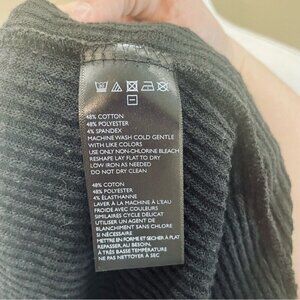 48% COTTON
48% POLYESTER
4% SPANDEX
MACHINE WASH COLD GENTLE
WITH LIKE COLORS
USE ONLY NON-CHLORINE BLEACH
RESHAPE LAY FLAT TO DRY
LOW IRON AS NEEDED
DO NOT DRY CLEAN
48% COTON
48% POLYESTER
4% ÉLASTHANNE
LAVER À LA MACHINE À L'EAU
FROIDE AVEC COULEURS
SIMILAIRES CYCLE DÉLICAT
UTILISER UN AGENT DE
BLANCHIMENT SANS CHLORE
SI NÉCESSAIRE
METTRE EN FORME ET SÉCHER À PLAT
REPASSER AU BESOIN.
À TRÈS BASSE TEMPÉRATURE
NE PAS NETTOYER À SEC